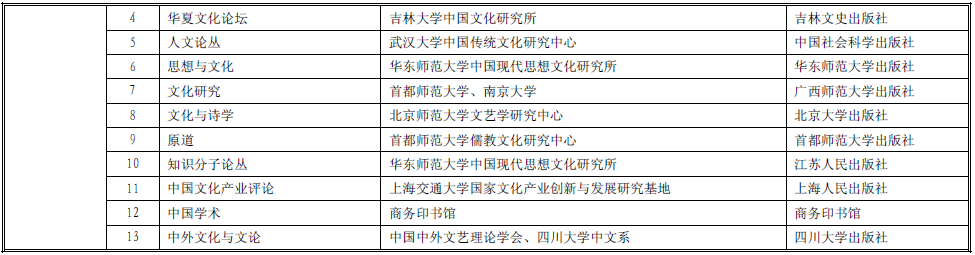 4 华夏文化论坛 吉林大学中国文化研究所 吉林文史出版社
5 人文论丛 武汉大学中国传统文化研究中心 中国社会科学出版社
6 思想与文化 华东师范大学中国现代思想文化研究所 华东师范大学出版社
7 文化研究 首都师范大学、南京大学 广西师范大学出版社
8 文化与诗学 北京师范大学文艺学研究中心 北京大学出版社
9 原道 首都师范大学儒教文化研究中心 首都师范大学出版社
10 知识分子论丛 华东师范大学中国现代思想文化研究所 江苏人民出版社
11 中国文化产业评论 上海交通大学国家文化产业创新与发展研究基地 上海人民出版社
12 中国学术 商务印书馆 商务印书馆
13 中外文化与文论 中国中外文艺理论学会、四川大学中文系 四川大学出版社